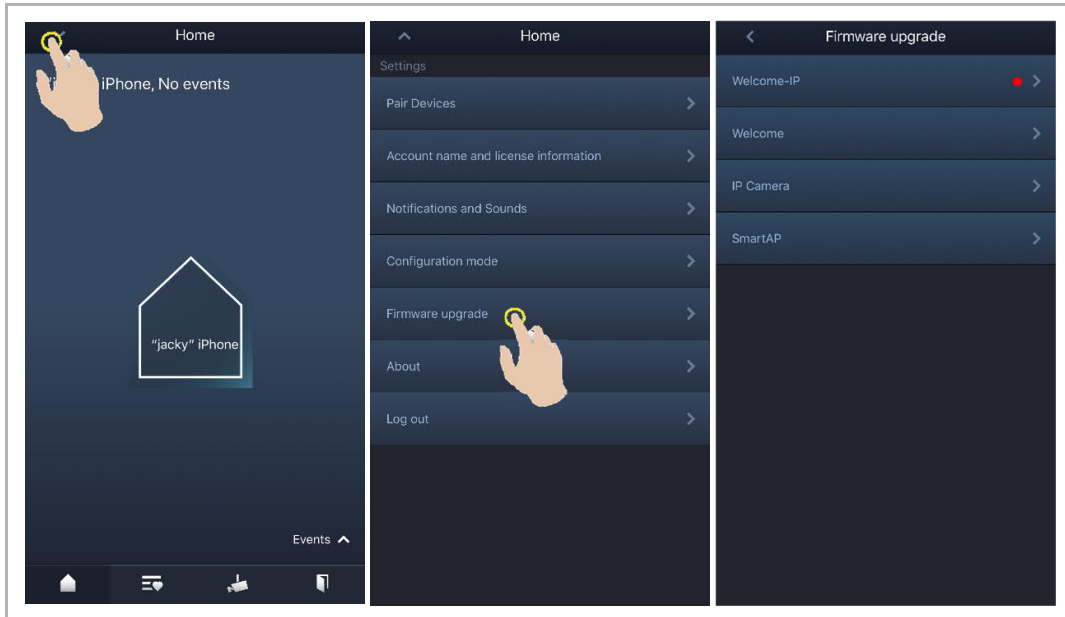 Home
iPhone, No events
"jacky" iPhone
Events
Home
Settings
Pair Devices
Account name and license information
Notifications and Sounds
Configuration mode
Firmware upgrade
About
Log out
Firmware upgrade
Welcome-IP
Welcome
IP Camera
SmartAP